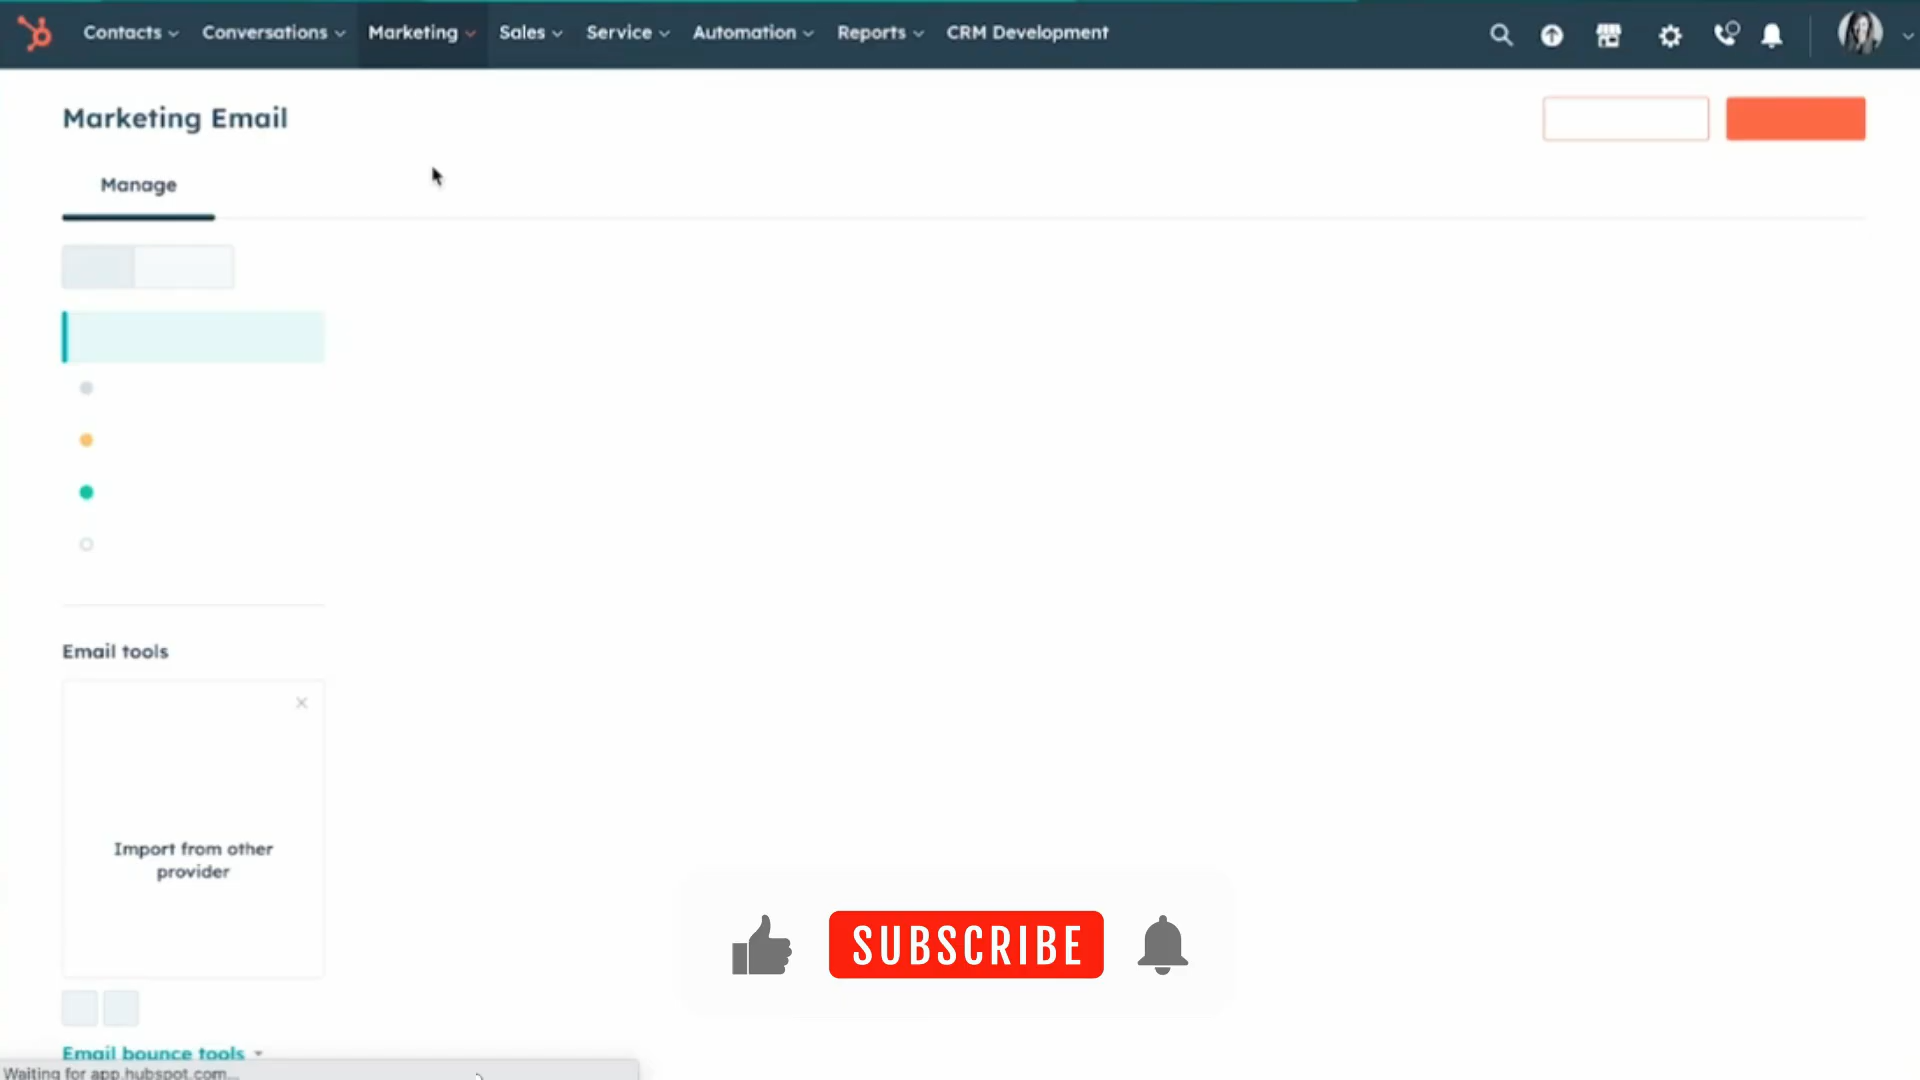 Contacts
Conversations
Marketing
Sales
Service
Automation
Reports
CRM Development
Marketing Email
Manage
Email tools
Import from other
provider
SUBSCRIBE
Email bounce tools
Waiting for app.hubspot.com...